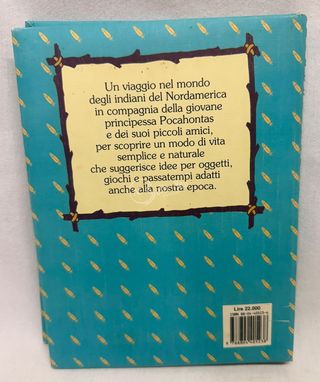 Un viaggio nel mondo
degli indiani del Nordamerica
in compagnia della giovane
principessa Pocahontas
e dei suoi piccoli amici,
per scoprire un modo di vita
semplice e naturale
che suggerisce idee per oggetti,
giochi e passatempi adatti
anche alla nostra epoca.
Lire 22.000